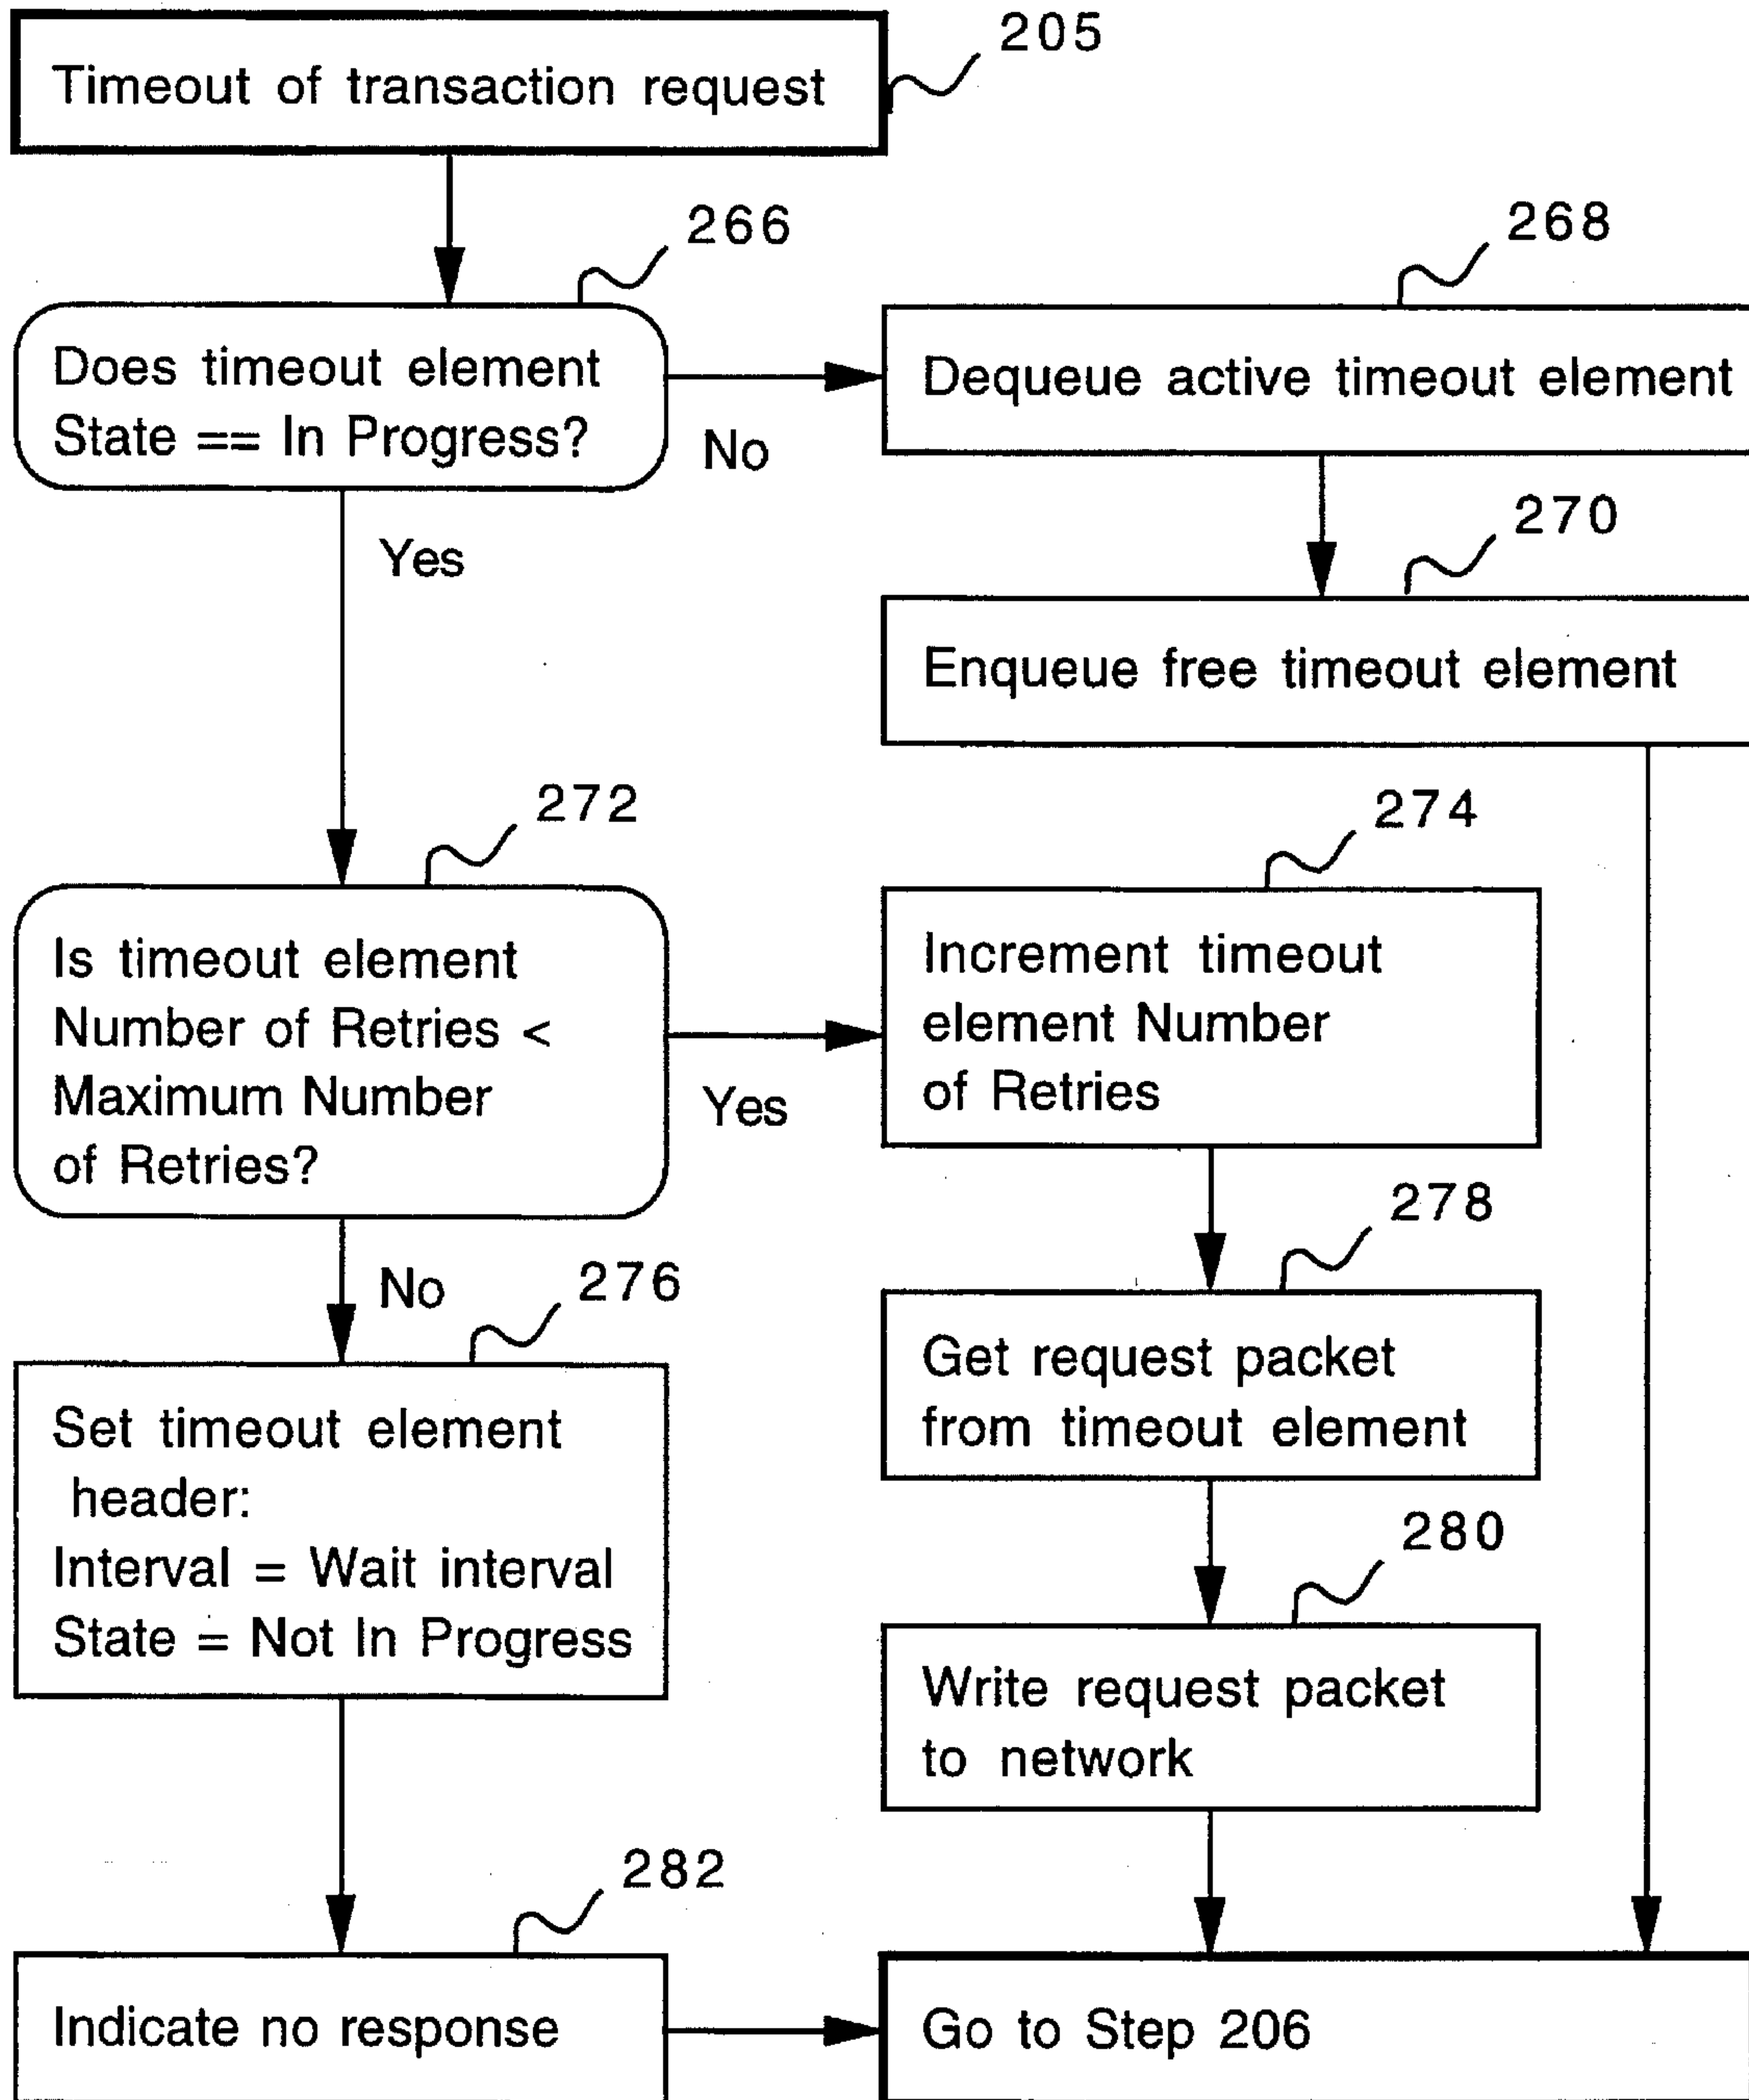 205
Timeout of transaction request
266
Does timeout element
State == In Progress?
No
Yes
268
Dequeue active timeout element
270
Enqueue free timeout element
272
Is timeout element
Number of Retries <
Maximum Number
of Retries?
Yes
No
274
Increment timeout
element Number
of Retries
276
Set timeout element
header:
Interval = Wait interval
State = Not In Progress
278
Get request packet
from timeout element
280
Write request packet
to network
282
Indicate no response
Go to Step 206